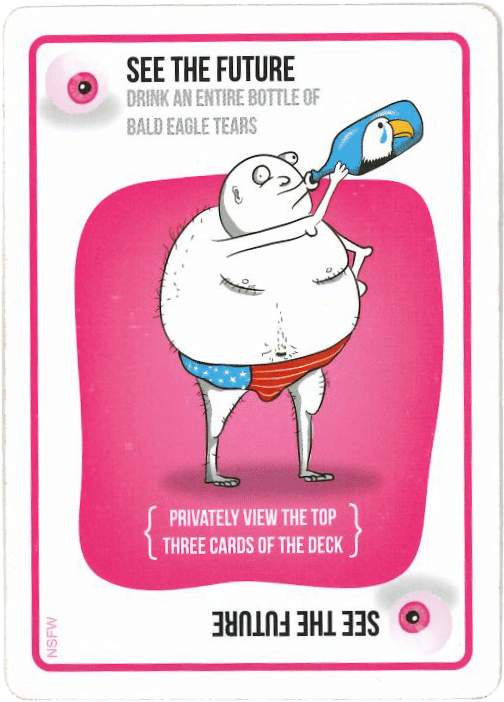 SEE THE FUTURE
DRINK AN ENTIRE BOTTLE OF
BALD EAGLE TEARS
{ PRIVATELY VIEW THE TOP
THREE CARDS OF THE DECK }
SEE THE FUTURE
NSFW